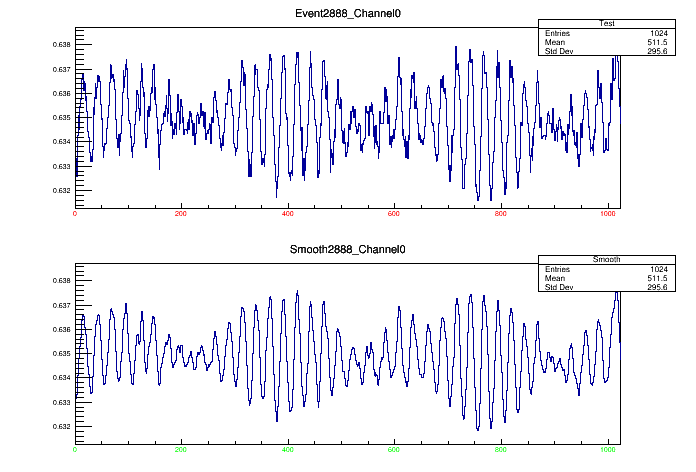 Event2888_Channel0
Test
Entries 1024
Mean 511.5
Std Dev 295.6
0.638
0.637
0.636
0.635
0.634
0.633
0.632
0 200 400 600 800 1000
Smooth2888_Channel0
Smooth
Entries 1024
Mean 511.5
Std Dev 295.6
0.638
0.637
0.636
0.635
0.634
0.633
0.632
0 200 400 600 800 1000